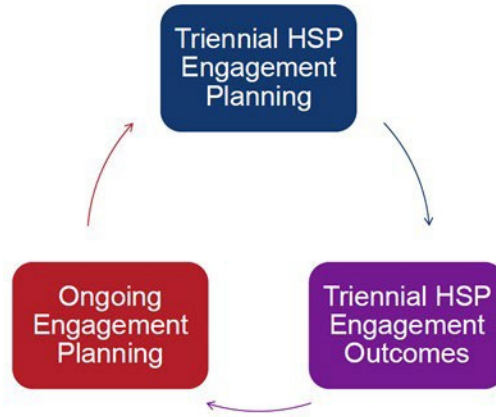 Triennial HSP
Engagement
Planning
Triennial HSP
Engagement
Outcomes
Ongoing
Engagement
Planning